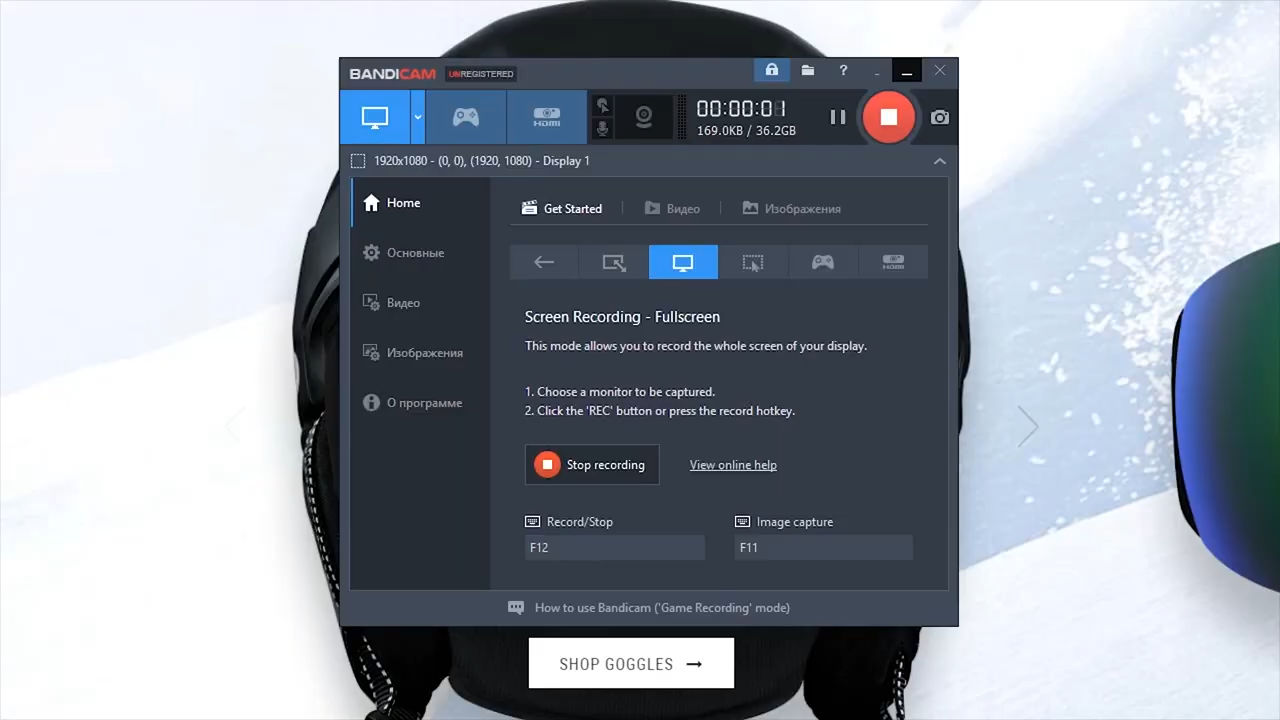 BANDICAM UNREGISTERED
?
HDMI
00:00:01
169.0KB / 36.2GB
1920x1080 - (0, 0), (1920, 1080) - Display 1
Home
Основные
Видео
Изображения
О программе
Get Started
Видео
Изображения
HDMI
Screen Recording - Fullscreen
This mode allows you to record the whole screen of your display.
1. Choose a monitor to be captured.
2. Click the 'REC' button or press the record hotkey.
Stop recording
View online help
Record/Stop
Image capture
F12
F11
How to use Bandicam ('Game Recording' mode)
SHOP GOGGLES →